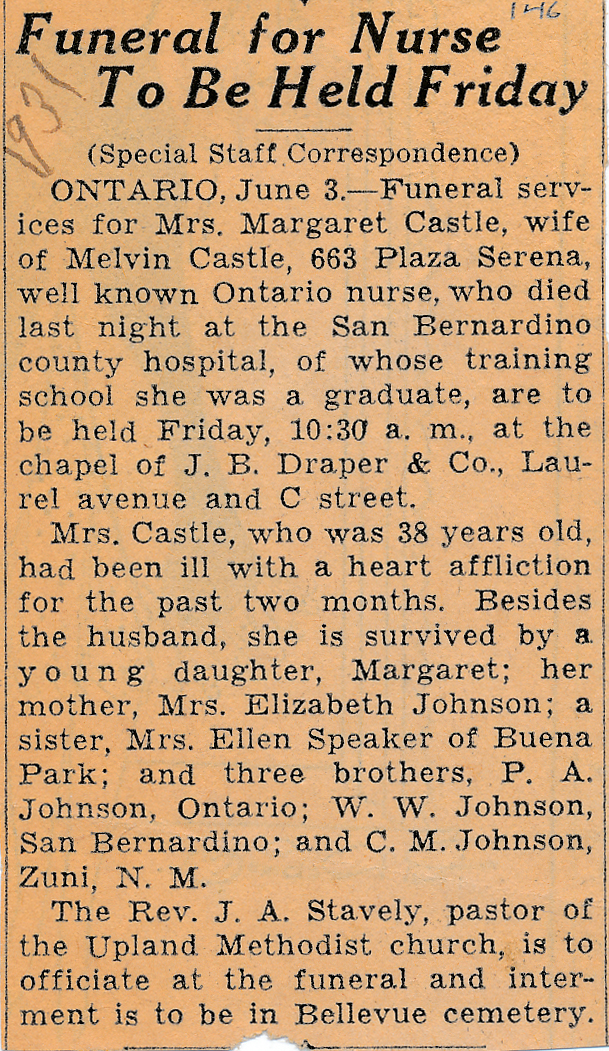 146
Funeral for Nurse
To Be Held Friday
1931
(Special Staff Correspondence)
ONTARIO, June 3.—Funeral serv-
ices for Mrs. Margaret Castle, wife
of Melvin Castle, 663 Plaza Serena,
well known Ontario nurse, who died
last night at the San Bernardino
county hospital, of whose training
school she was a graduate, are to
be held Friday, 10:30 a. m., at the
chapel of J. B. Draper & Co., Lau-
rel avenue and C street.
Mrs. Castle, who was 38 years old,
had been ill with a heart affliction
for the past two months. Besides
the husband, she is survived by a
young daughter, Margaret; her
mother, Mrs. Elizabeth Johnson; a
sister, Mrs. Ellen Speaker of Buena
Park; and three brothers, P. A.
Johnson, Ontario; W. W. Johnson,
San Bernardino; and C. M. Johnson,
Zuni, N. M.
The Rev. J. A. Stavely, pastor of
the Upland Methodist church, is to
officiate at the funeral and inter-
ment is to be in Bellevue cemetery.